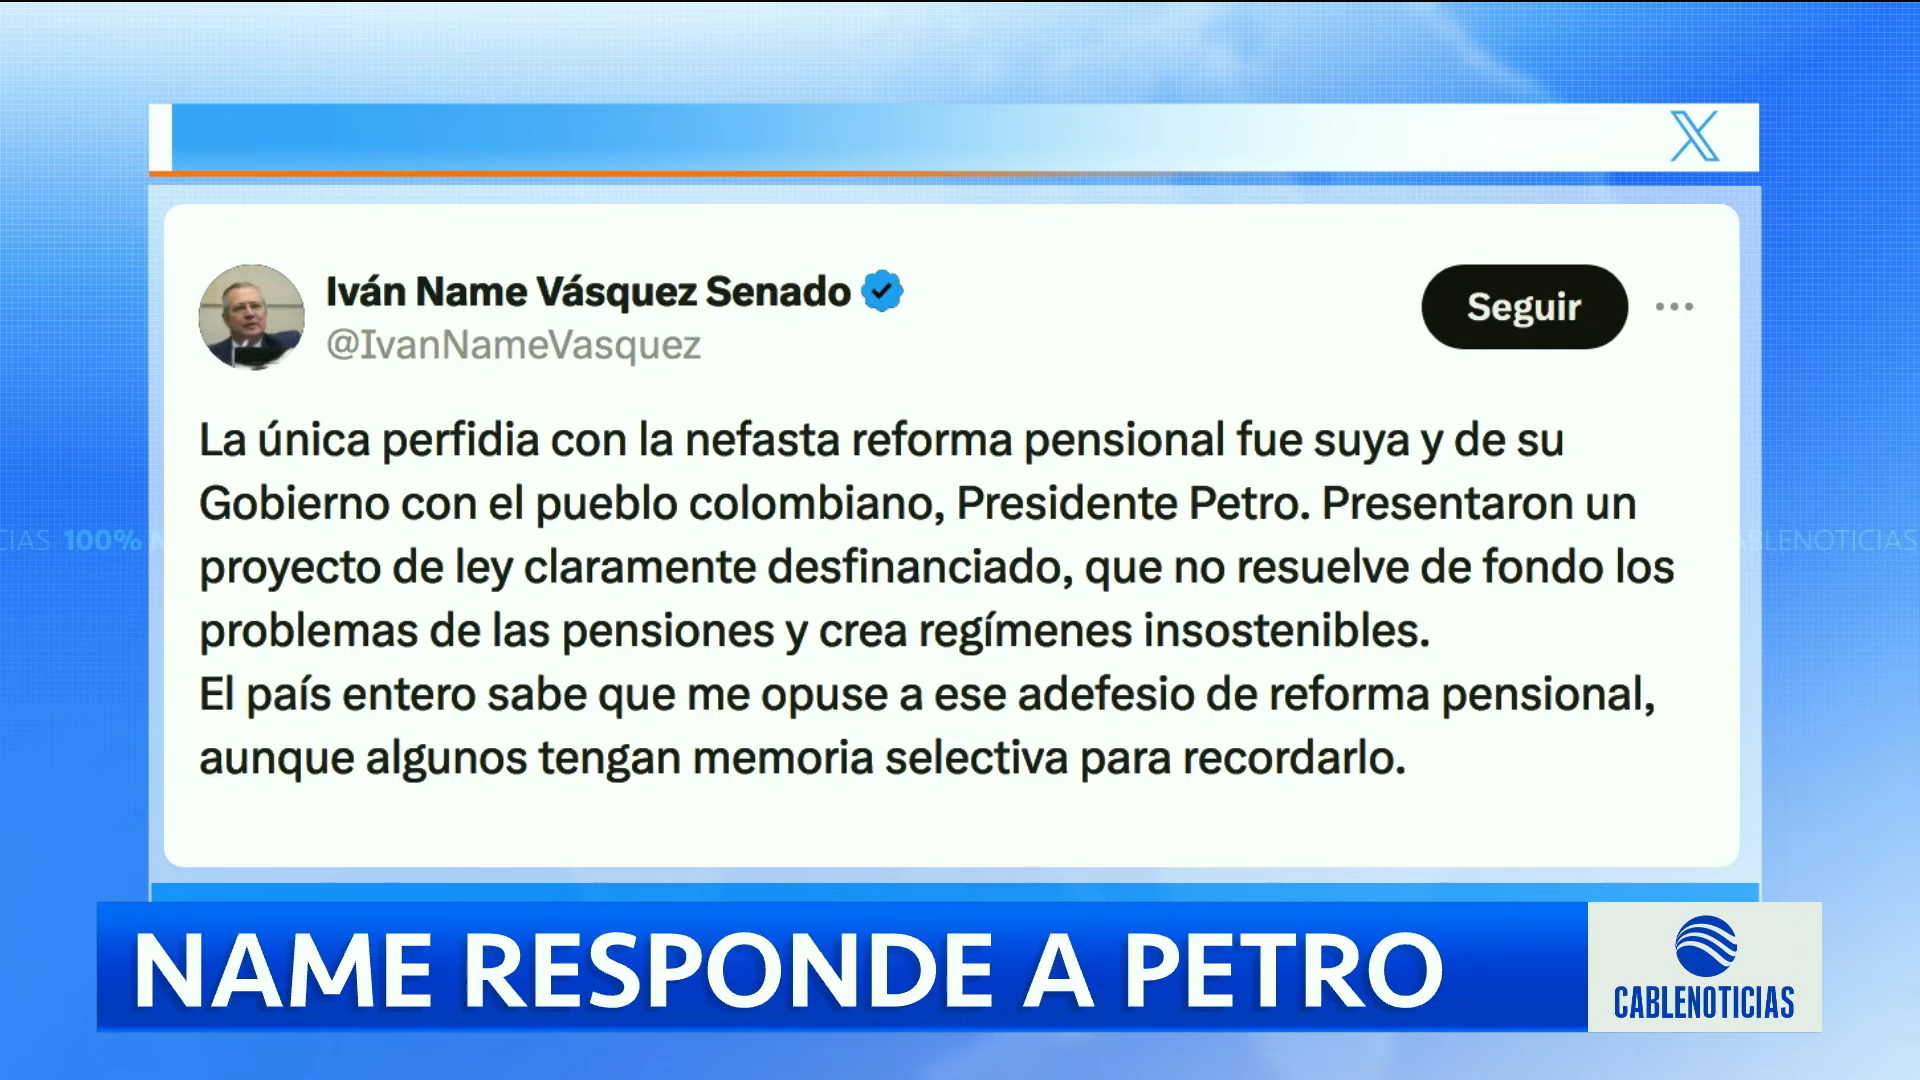 X
Iván Name Vásquez Senado
@IvanNameVasquez
Seguir
La única perfidia con la nefasta reforma pensional fue suya y de su
Gobierno con el pueblo colombiano, Presidente Petro. Presentaron un
proyecto de ley claramente desfinanciado, que no resuelve de fondo los
problemas de las pensiones y crea regímenes insostenibles.
El país entero sabe que me opuse a ese adefesio de reforma pensional,
aunque algunos tengan memoria selectiva para recordarlo.
CIAS 100% N
ABLENOTICIAS
NAME RESPONDE A PETRO
CABLENOTICIAS